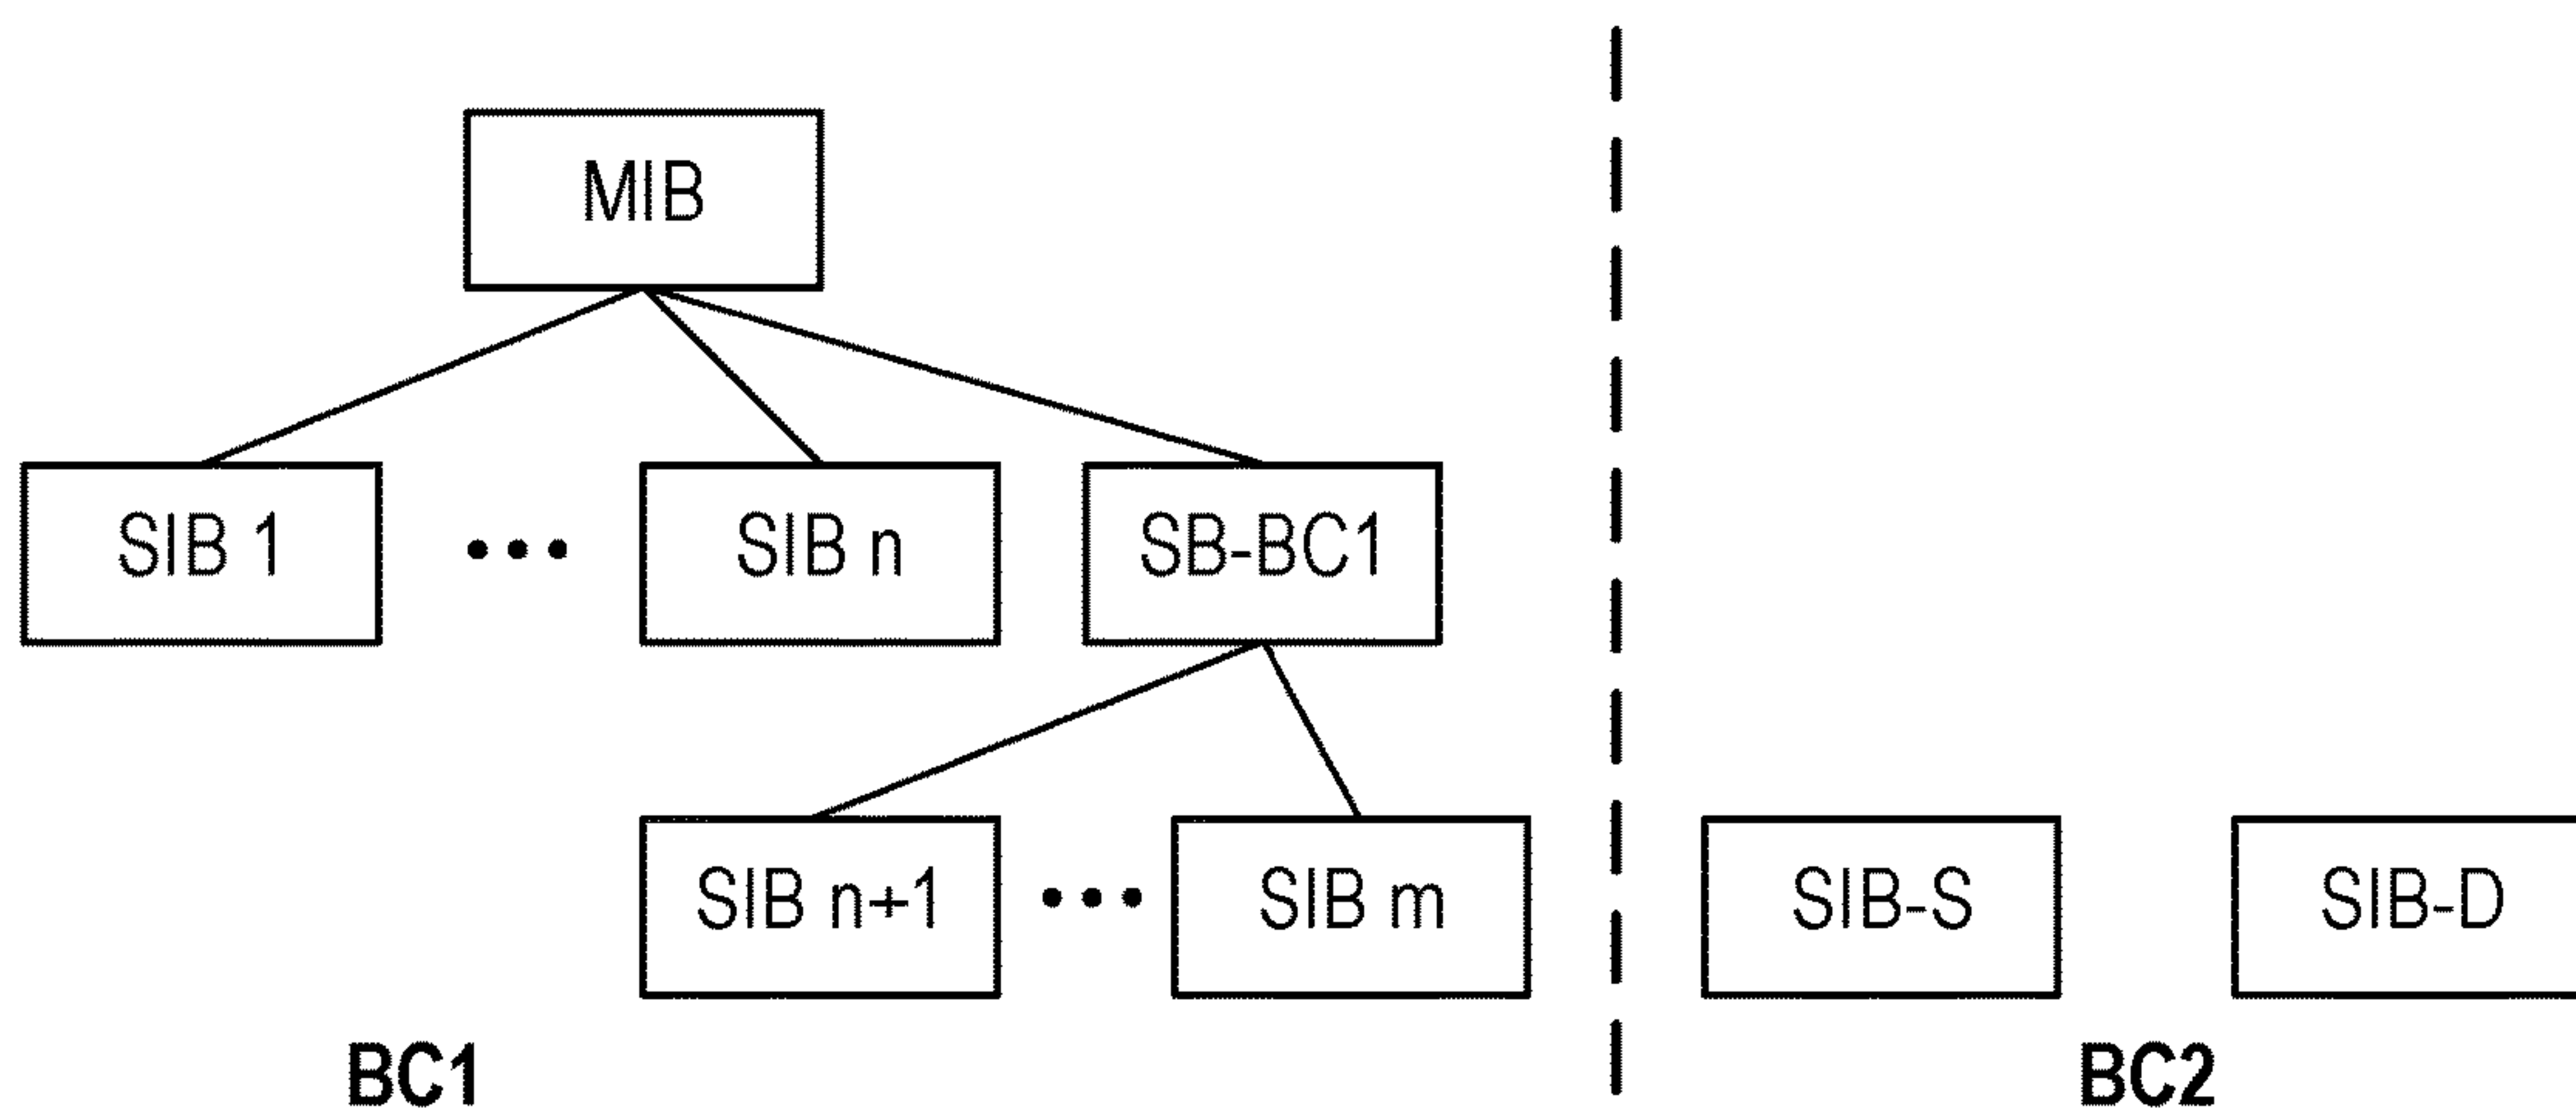 MIB
SIB 1 ••• SIB n SB-BC1
SIB n+1 ••• SIB m SIB-S SIB-D
BC1 BC2